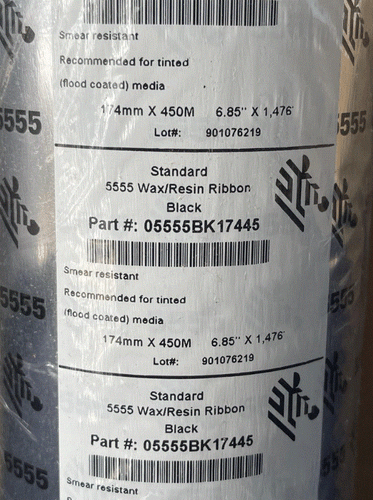 Smear resistant
Recommended for tinted
(flood coated) media
174mm X 450M 6.85" X 1,476'
Lot#: 901076219
Standard
5555 Wax/Resin Ribbon
Black
Part #: 05555BK17445
Smear resistant
Recommended for tinted
(flood coated) media
174mm X 450M 6.85" X 1,476'
Lot#: 901076219
Standard
5555 Wax/Resin Ribbon
Black
Part #: 05555BK17445
Smear resistant
5555
5555
5555